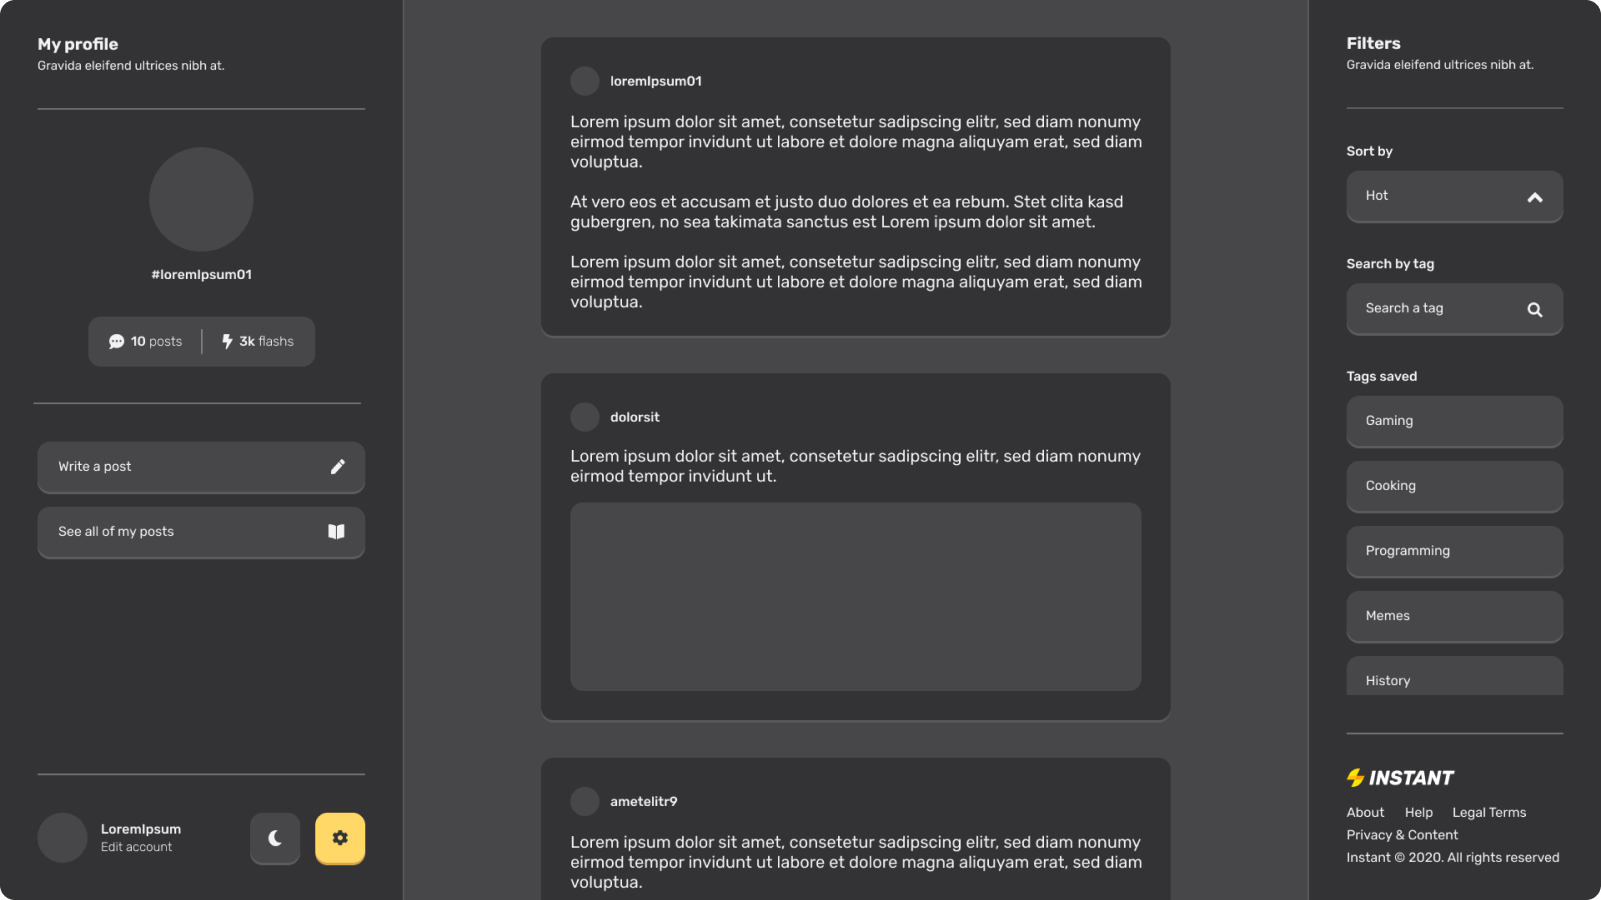 My profile
Gravida eleifend ultrices nibh at.
#loremIpsum01
10 posts
3k flashs
Write a post
See all of my posts
LoremIpsum
Edit account
loremIpsum01
Lorem ipsum dolor sit amet, consetetur sadipscing elitr, sed diam nonumy
eirmod tempor invidunt ut labore et dolore magna aliquyam erat, sed diam
voluptua.
At vero eos et accusam et justo duo dolores et ea rebum. Stet clita kasd
gubergren, no sea takimata sanctus est Lorem ipsum dolor sit amet.
Lorem ipsum dolor sit amet, consetetur sadipscing elitr, sed diam nonumy
eirmod tempor invidunt ut labore et dolore magna aliquyam erat, sed diam
voluptua.
dolorsit
Lorem ipsum dolor sit amet, consetetur sadipscing elitr, sed diam nonumy
eirmod tempor invidunt ut.
ametelitr9
Lorem ipsum dolor sit amet, consetetur sadipscing elitr, sed diam nonumy
eirmod tempor invidunt ut labore et dolore magna aliquyam erat, sed diam
voluptua.
Filters
Gravida eleifend ultrices nibh at.
Sort by
Hot
Search by tag
Search a tag
Tags saved
Gaming
Cooking
Programming
Memes
History
INSTANT
About Help Legal Terms
Privacy & Content
Instant © 2020. All rights reserved